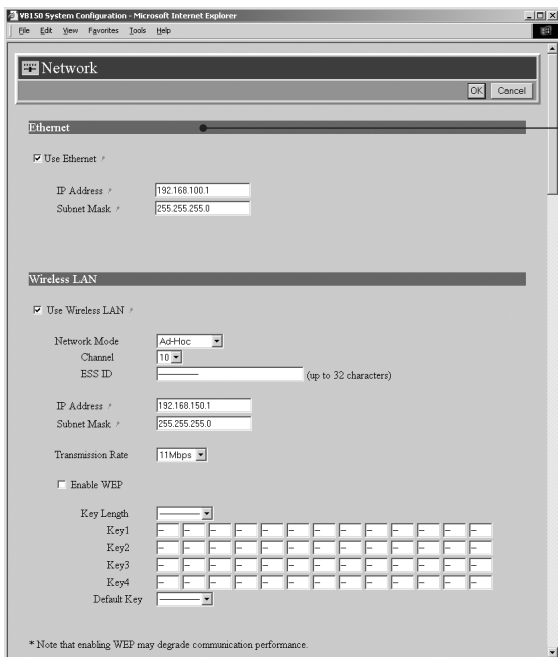 VB150 System Configuration - Microsoft Internet Explorer
File Edit View Favorites Tools Help
Network
OK Cancel
Ethernet
Use Ethernet
IP Address 192.168.100.1
Subnet Mask 255.255.255.0
Wireless LAN
Use Wireless LAN
Network Mode Ad-Hoc
Channel 10
ESS ID (up to 32 characters)
IP Address 192.168.150.1
Subnet Mask 255.255.255.0
Transmission Rate 11Mbps
Enable WEP
Key Length
Key1 - - - - - - - - - - - - -
Key2 - - - - - - - - - - - - -
Key3 - - - - - - - - - - - - -
Key4 - - - - - - - - - - - - -
Default Key
* Note that enabling WEP may degrade communication performance.